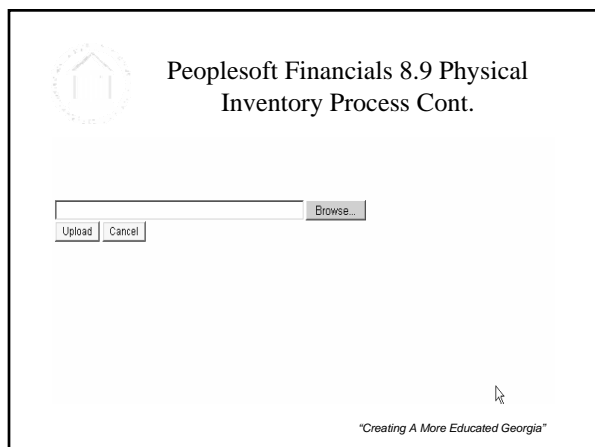 Peoplesoft Financials 8.9 Physical
Inventory Process Cont.
Browse...
Upload Cancel
“Creating A More Educated Georgia”